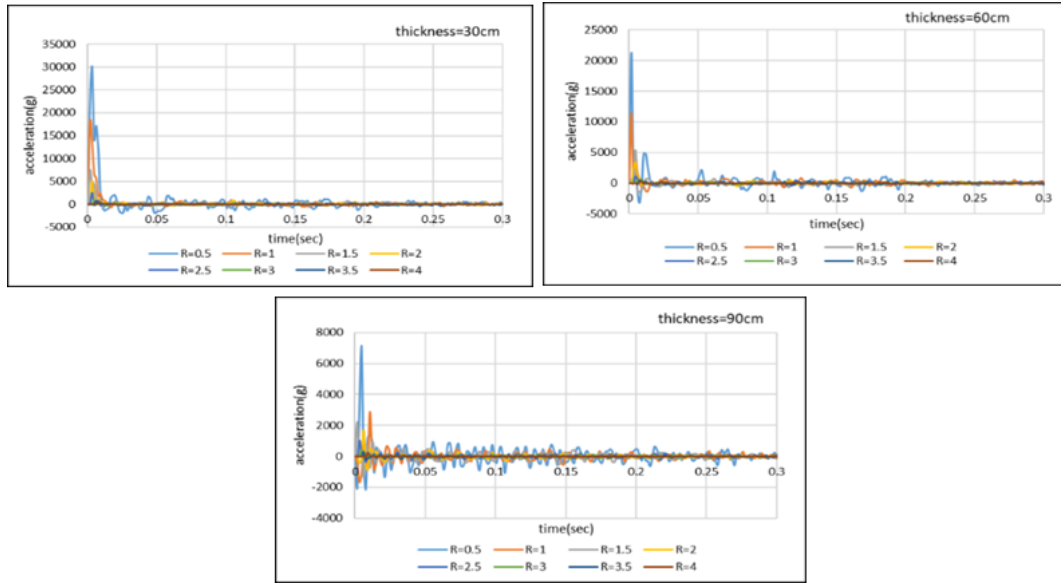 thickness=30cm
35000
30000
25000
20000
15000
10000
5000
0
-5000
acceleration(g)
0 0.05 0.1 0.15 0.2 0.25 0.3
time(sec)
R=0.5 R=1 R=1.5 R=2
R=2.5 R=3 R=3.5 R=4
thickness=60cm
25000
20000
15000
10000
5000
0
-5000
acceleration(g)
0 0.05 0.1 0.15 0.2 0.25 0.3
time(sec)
R=0.5 R=1 R=1.5 R=2
R=2.5 R=3 R=3.5 R=4
thickness=90cm
8000
6000
4000
2000
0
-2000
-4000
acceleration(g)
0 0.05 0.1 0.15 0.2 0.25 0.3
time(sec)
R=0.5 R=1 R=1.5 R=2
R=2.5 R=3 R=3.5 R=4